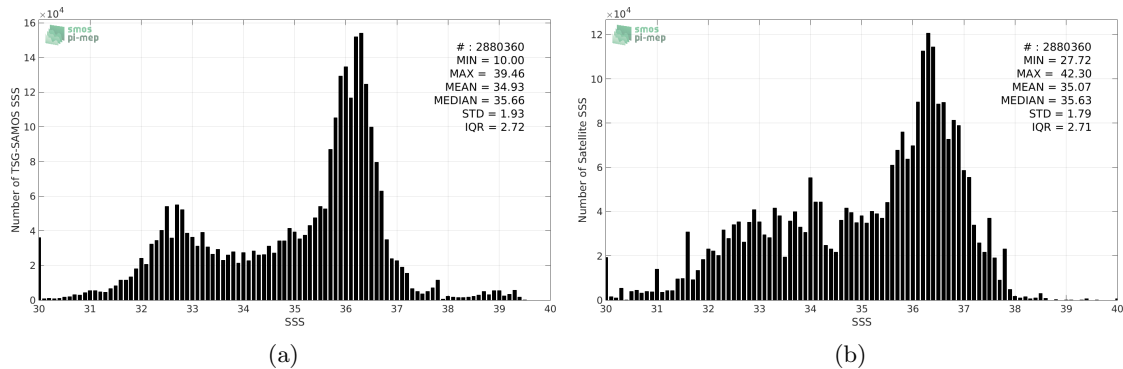 ×10⁴
16
14
12
10
8
6
4
2
0
Number of TSG-SAMOS SSS
smos
pi-mep
# : 2880360
MIN = 10.00
MAX = 39.46
MEAN = 34.93
MEDIAN = 35.66
STD = 1.93
IQR = 2.72
30 31 32 33 34 35 36 37 38 39 40
SSS
(a)
×10⁴
12
10
8
6
4
2
0
Number of Satellite SSS
smos
pi-mep
# : 2880360
MIN = 27.72
MAX = 42.30
MEAN = 35.07
MEDIAN = 35.63
STD = 1.79
IQR = 2.71
30 31 32 33 34 35 36 37 38 39 40
SSS
(b)